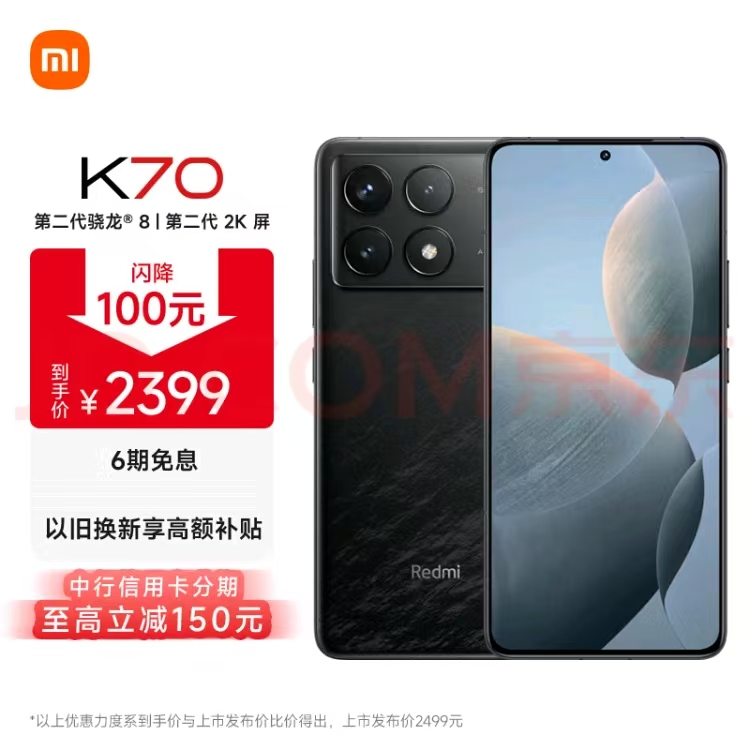 mi
K70
第二代骁龙® 8 | 第二代 2K 屏
闪降
100元
到手价 ¥2399
6期免息
以旧换新享高额补贴
中行信用卡分期
至高立减150元
Redmi
JD.COM 京东
*以上优惠力度系到手价与上市发布价比价得出，上市发布价2499元